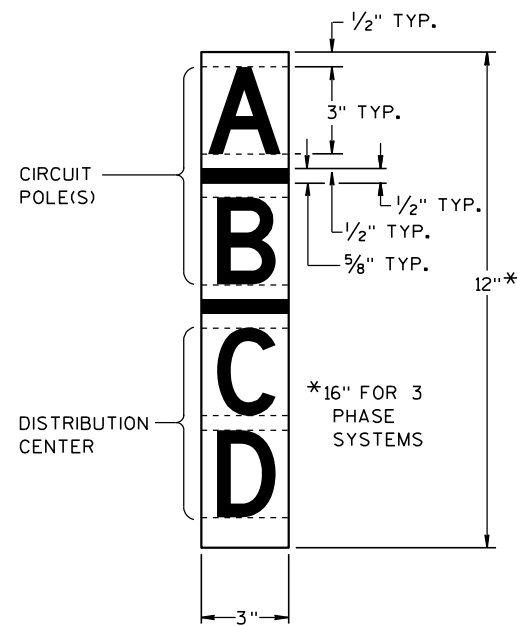 1/2" TYP.
A
3" TYP.
CIRCUIT
POLE(S)
1/2" TYP.
B
1/2" TYP.
5/8" TYP.
12"*
C
*16" FOR 3
PHASE
SYSTEMS
DISTRIBUTION
CENTER
D
3"